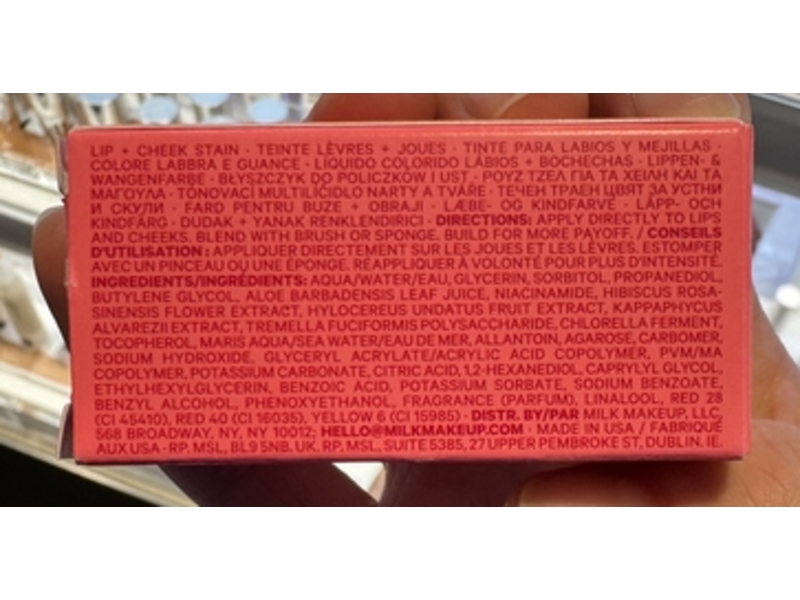 LIP + CHEEK STAIN · TEINTE LÈVRES + JOUES · TINTE PARA LABIOS Y MEJILLAS ·
COLORE LABBRA E GUANCE · LÍQUIDO COLORIDO LÁBIOS + BOCHECHAS · LIPPEN- &
WANGENFARBE · BŁYSZCZYK DO POLICZKÓW I UST · ΡΟΥΖ ΤΖΕΛ ΓΙΑ ΤΑ ΧΕΙΛΗ ΚΑΙ ΤΑ
ΜΑΓΟΥΛΑ · TÓNOVACÍ MULTILÍČIDLO NA RTY A TVÁŘE · ТЕЧЕН ТРАЕН ЦВЯТ ЗА УСТНИ
И СКУЛИ · FARD PENTRU BUZE + OBRAJI · LÆBE- OG KINDFARVE · LÄPP- OCH
KINDFÄRG · DUDAK + YANAK RENKLENDIRICI · DIRECTIONS: APPLY DIRECTLY TO LIPS
AND CHEEKS. BLEND WITH BRUSH OR SPONGE. BUILD FOR MORE PAYOFF. / CONSEILS
D'UTILISATION: APPLIQUER DIRECTEMENT SUR LES JOUES ET LES LÈVRES. ESTOMPER
AVEC UN PINCEAU OU UNE ÉPONGE. RÉAPPLIQUER À VOLONTÉ POUR PLUS D'INTENSITÉ.
INGREDIENTS/INGRÉDIENTS: AQUA/WATER/EAU, GLYCERIN, SORBITOL, PROPANEDIOL,
BUTYLENE GLYCOL, ALOE BARBADENSIS LEAF JUICE, NIACINAMIDE, HIBISCUS ROSA-
SINENSIS FLOWER EXTRACT, HYLOCEREUS UNDATUS FRUIT EXTRACT, KAPPAPHYCUS
ALVAREZII EXTRACT, TREMELLA FUCIFORMIS POLYSACCHARIDE, CHLORELLA FERMENT,
TOCOPHEROL, MARIS AQUA/SEA WATER/EAU DE MER, ALLANTOIN, AGAROSE, CARBOMER,
SODIUM HYDROXIDE, GLYCERYL ACRYLATE/ACRYLIC ACID COPOLYMER, PVM/MA
COPOLYMER, POTASSIUM CARBONATE, CITRIC ACID, 1,2-HEXANEDIOL, CAPRYLYL GLYCOL,
ETHYLHEXYLGLYCERIN, BENZOIC ACID, POTASSIUM SORBATE, SODIUM BENZOATE,
BENZYL ALCOHOL, PHENOXYETHANOL, FRAGRANCE (PARFUM), LINALOOL, RED 28
(CI 45410), RED 40 (CI 16035), YELLOW 6 (CI 15985) · DISTR. BY/PAR MILK MAKEUP, LLC,
568 BROADWAY, NY, NY 10012; HELLO@MILKMAKEUP.COM · MADE IN USA / FABRIQUÉ
AUX USA · RP, MSL, BL9 5NB. UK. RP, MSL, SUITE 5385, 27 UPPER PEMBROKE ST, DUBLIN. IE.